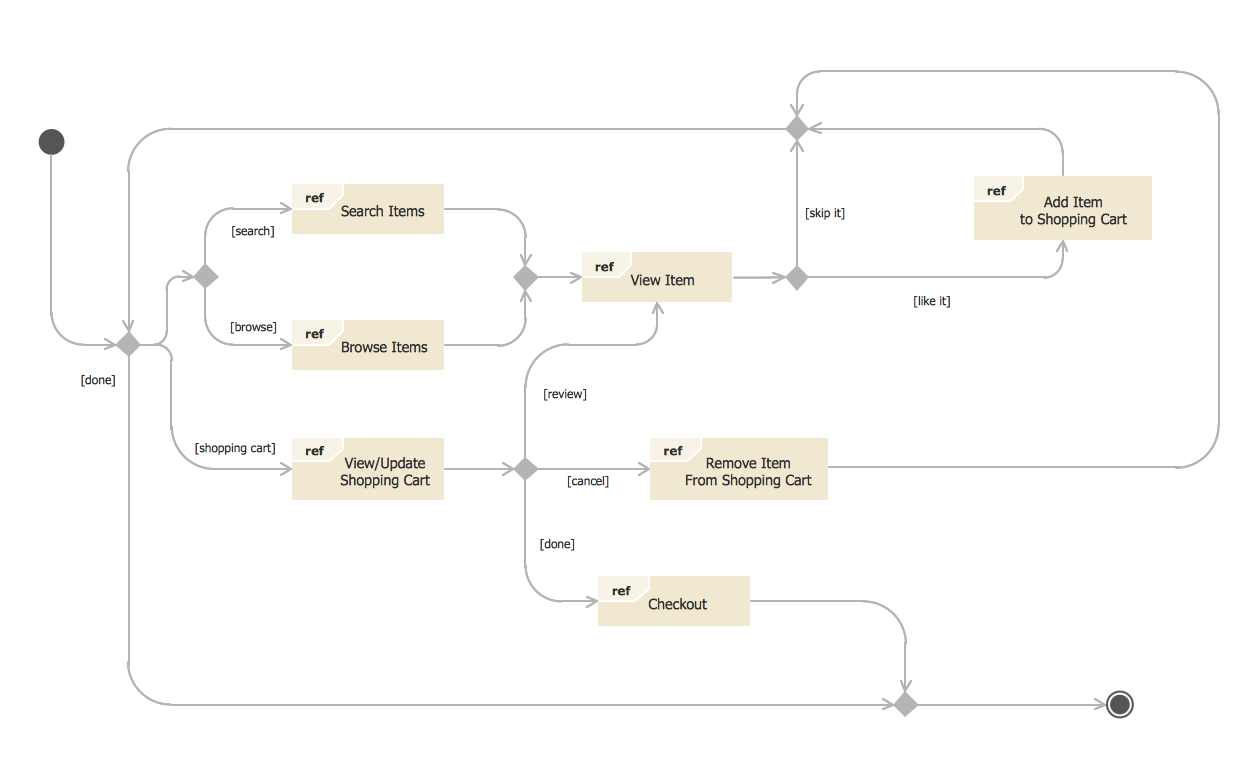 ref
Search Items
[search]
ref
Add Item
to Shopping Cart
[skip it]
ref
View Item
[like it]
[browse]
ref
Browse Items
[done]
[review]
[shopping cart]
ref
View/Update
Shopping Cart
ref
Remove Item
From Shopping Cart
[cancel]
[done]
ref
Checkout